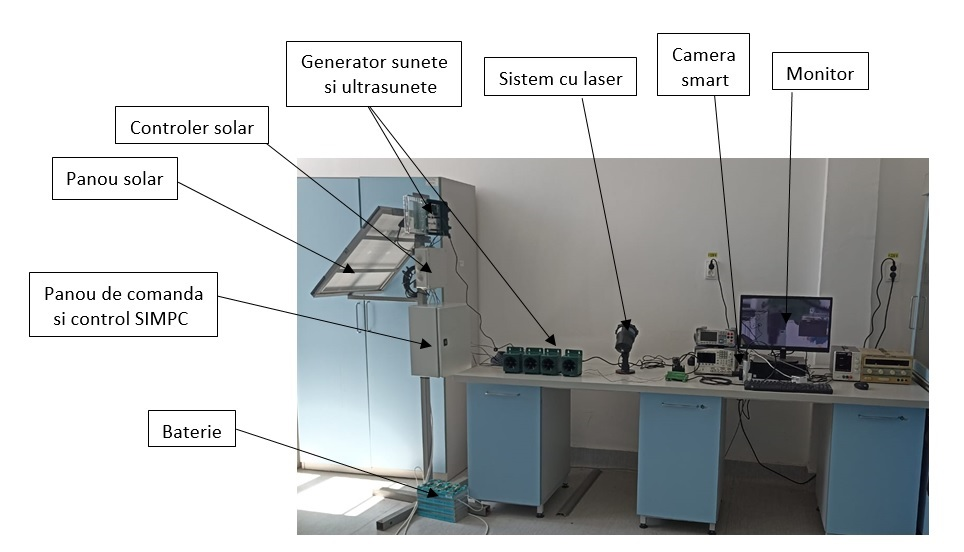 Generator sunete
si ultrasunete
Sistem cu laser
Camera
smart
Monitor
Controler solar
Panou solar
Panou de comanda
si control SIMPC
Baterie